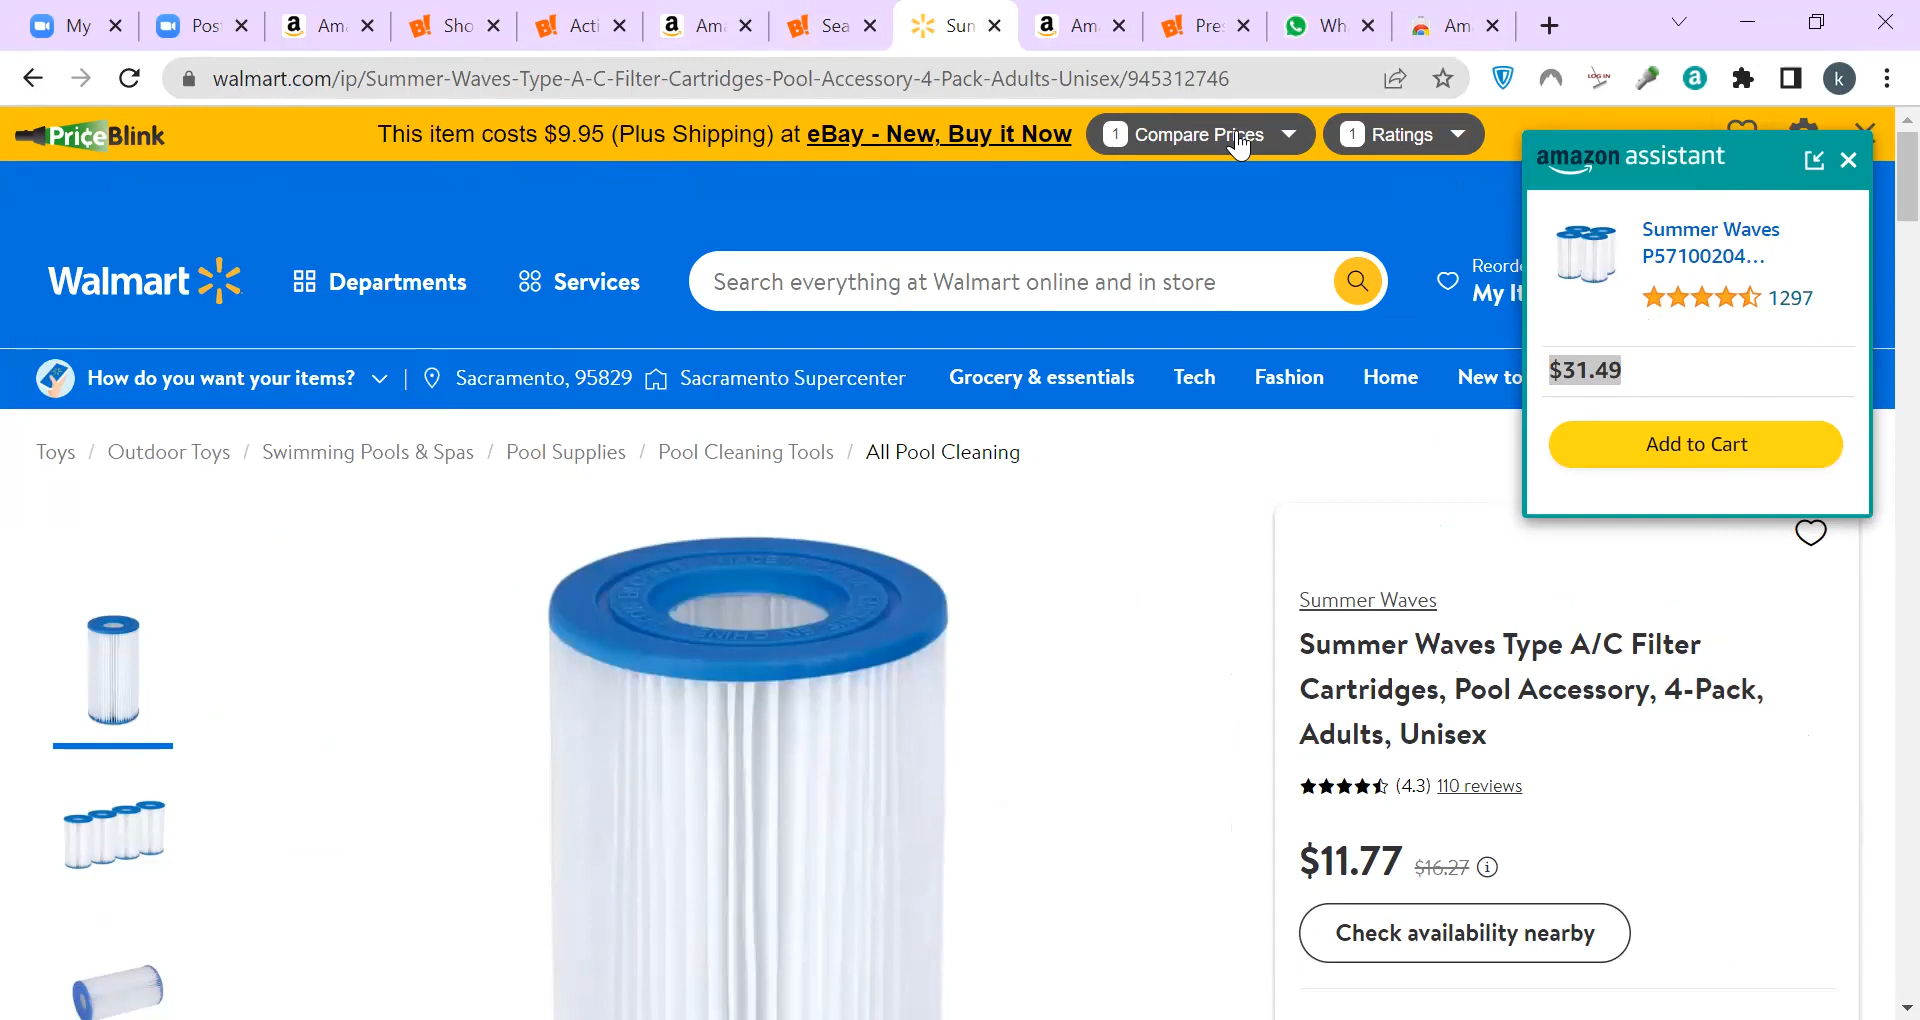 My
Pos
Ama
Sho
Acti
Ama
Sea
Sun
Am
Pre
Wh
Am
walmart.com/ip/Summer-Waves-Type-A-C-Filter-Cartridges-Pool-Accessory-4-Pack-Adults-Unisex/945312746
LOG IN
a
k
PriceBlink
This item costs $9.95 (Plus Shipping) at eBay - New, Buy it Now
1 Compare Prices
1 Ratings
amazon assistant
Summer Waves
P57100204...
1297
$31.49
Add to Cart
Walmart
Departments
Services
Search everything at Walmart online and in store
Reord
My It
How do you want your items?
Sacramento, 95829
Sacramento Supercenter
Grocery & essentials
Tech
Fashion
Home
New to
Toys / Outdoor Toys / Swimming Pools & Spas / Pool Supplies / Pool Cleaning Tools / All Pool Cleaning
Summer Waves
Summer Waves Type A/C Filter
Cartridges, Pool Accessory, 4-Pack,
Adults, Unisex
(4.3) 110 reviews
$11.77 $16.27
Check availability nearby